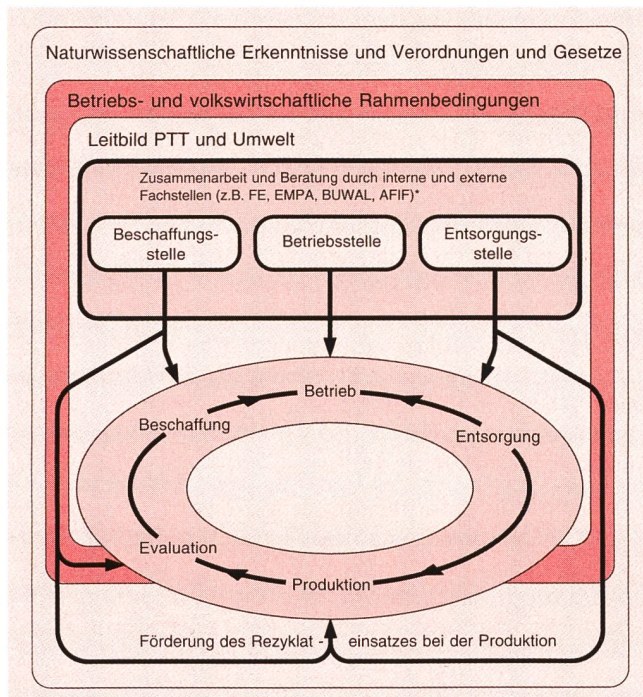 Naturwissenschaftliche Erkenntnisse und Verordnungen und Gesetze
Betriebs- und volkswirtschaftliche Rahmenbedingungen
Leitbild PTT und Umwelt
Zusammenarbeit und Beratung durch interne und externe
Fachstellen (z.B. FE, EMPA, BUWAL, AFIF)*
Beschaffungs-
stelle
Betriebsstelle
Entsorgungs-
stelle
Betrieb
Beschaffung
Entsorgung
Evaluation
Produktion
Förderung des Rezyklat - einsatzes bei der Produktion